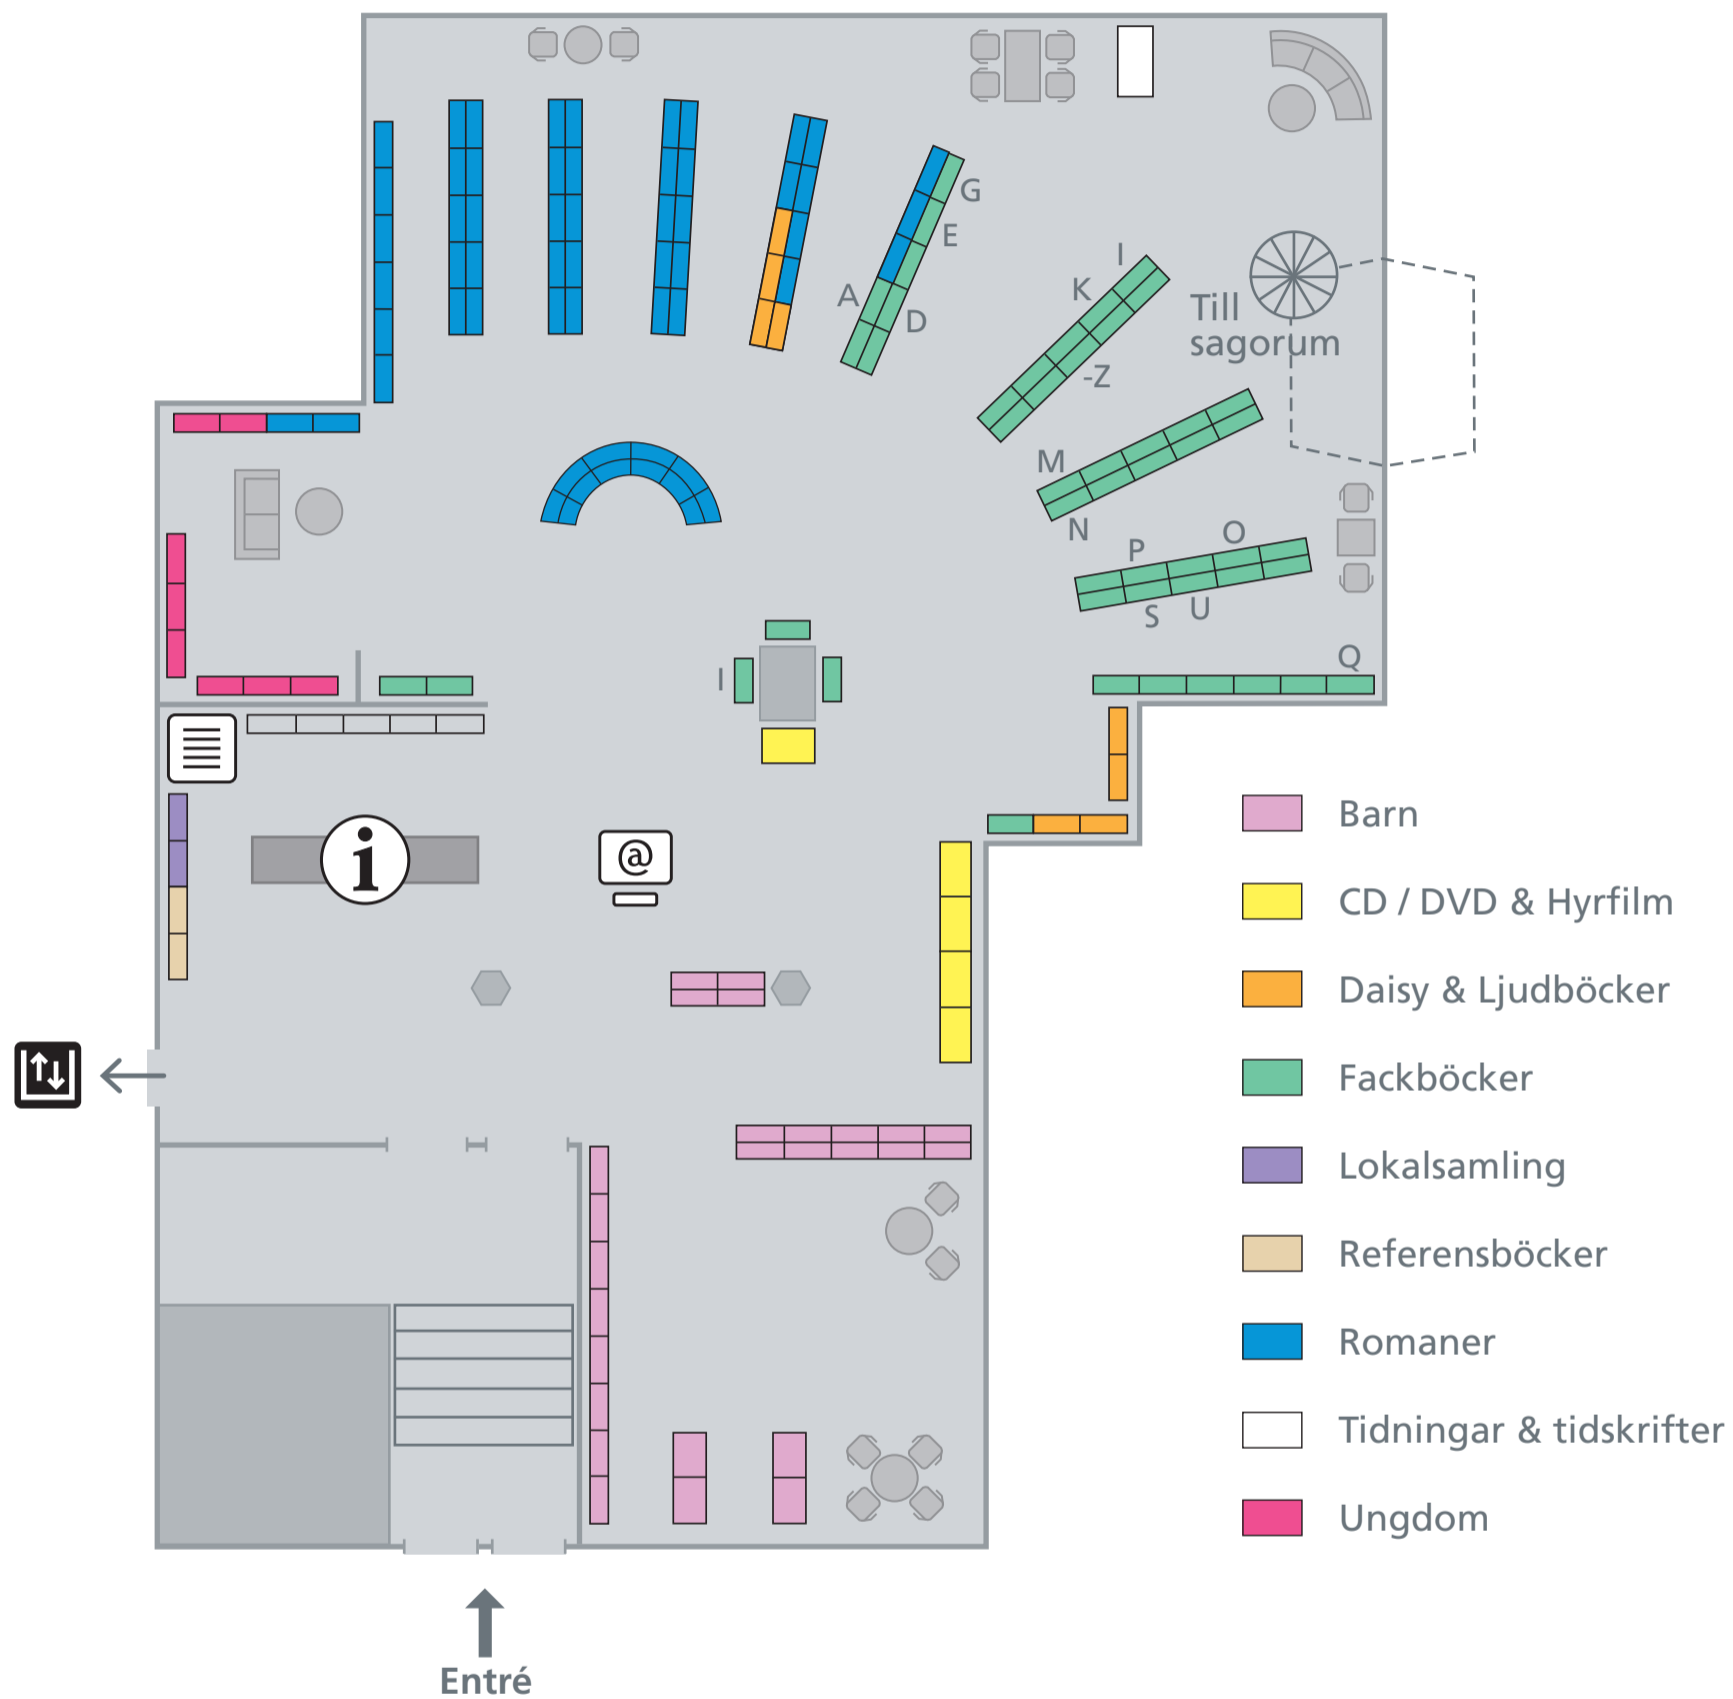 G
E
I
K
A
D
Till
sagorum
-Z
M
N
O
P
S
U
Q
I
i
@
Barn
CD / DVD & Hyrfilm
Daisy & Ljudböcker
Fackböcker
Lokalsamling
Referensböcker
Romaner
Tidningar & tidskrifter
Ungdom
Entré